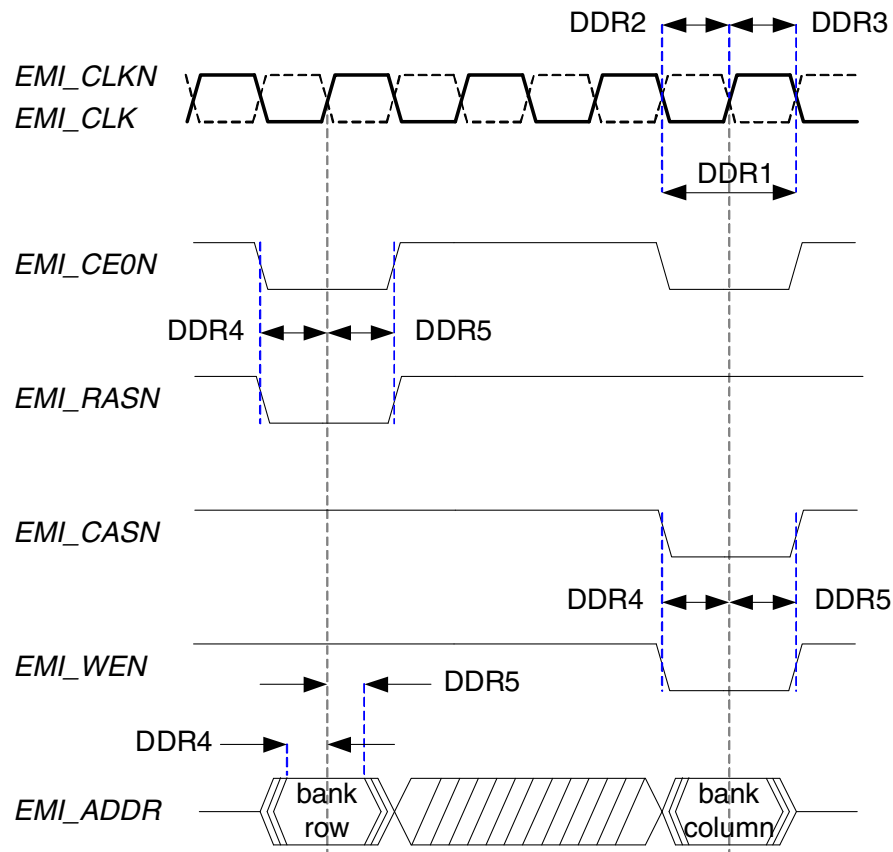 DDR2 DDR3
EMI_CLKN
EMI_CLK
DDR1
EMI_CE0N
DDR4 DDR5
EMI_RASN
EMI_CASN
DDR4 DDR5
EMI_WEN
DDR5
DDR4
EMI_ADDR
bank
row
bank
column